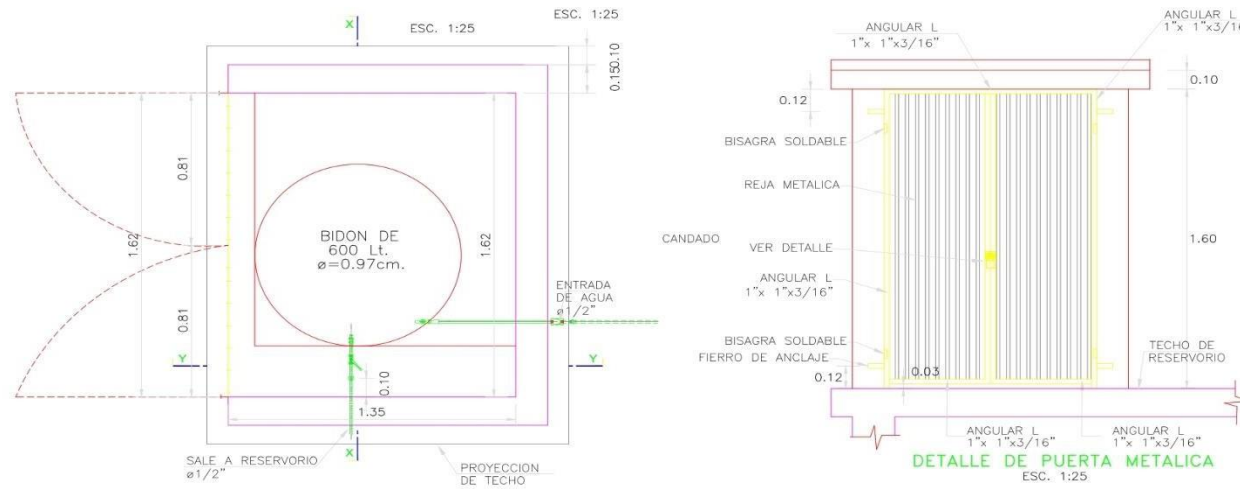 ESC. 1:25
ESC. 1:25
X
0.10
0.15
0.81
1.62
0.81
BIDON DE
600 Lt.
ø=0.97cm.
1.62
ENTRADA
DE AGUA
ø1/2"
Y
Y
0.10
1.35
X
SALE A RESERVORIO
ø1/2"
PROYECCION
DE TECHO
ANGULAR L
1"x 1"x3/16"
ANGULAR L
1"x 1"x3/16
0.10
0.12
BISAGRA SOLDABLE
REJA METALICA
CANDADO
VER DETALLE
1.60
ANGULAR L
1"x 1"x3/16"
BISAGRA SOLDABLE
FIERRO DE ANCLAJE
TECHO DE
RESERVORIO
0.12
0.03
ANGULAR L
1"x 1"x3/16"
ANGULAR L
1"x 1"x3/16"
DETALLE DE PUERTA METALICA
ESC. 1:25